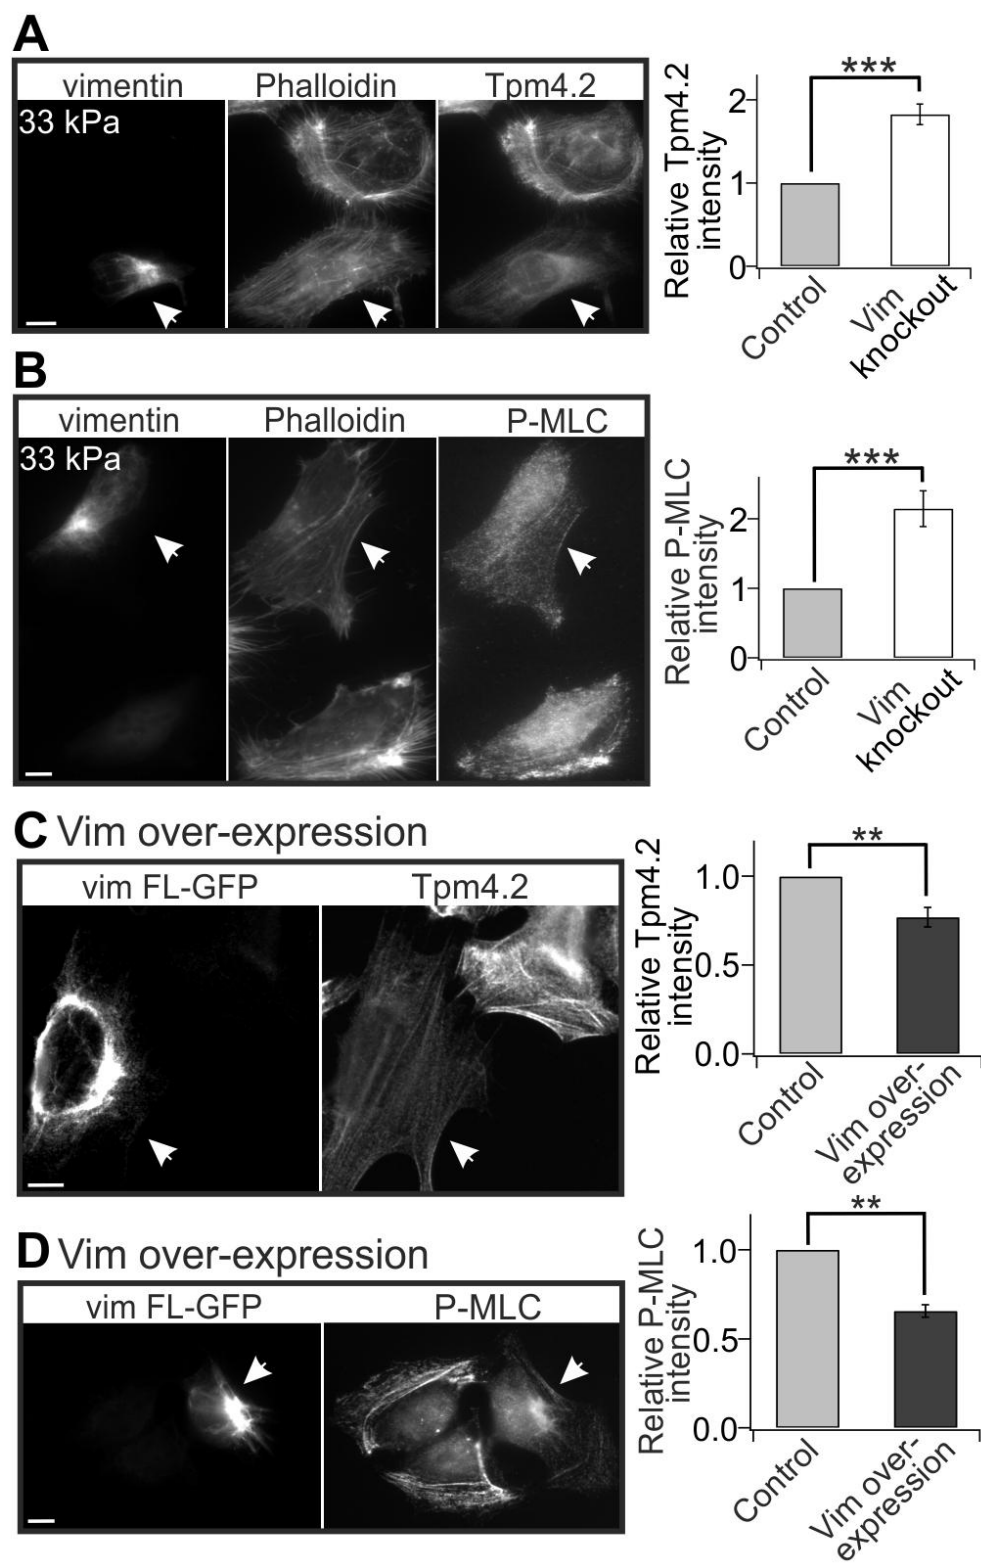 A
vimentin Phalloidin Tpm4.2
33 kPa
Relative Tpm4.2
intensity
2
1
0
***
Control
Vim
knockout
B
vimentin Phalloidin P-MLC
33 kPa
Relative P-MLC
intensity
2
1
0
***
Control
Vim
knockout
C Vim over-expression
vim FL-GFP Tpm4.2
Relative Tpm4.2
intensity
1.0
0.5
0.0
**
Control
Vim over-
expression
D Vim over-expression
vim FL-GFP P-MLC
Relative P-MLC
intensity
1.0
0.5
0.0
**
Control
Vim over-
expression